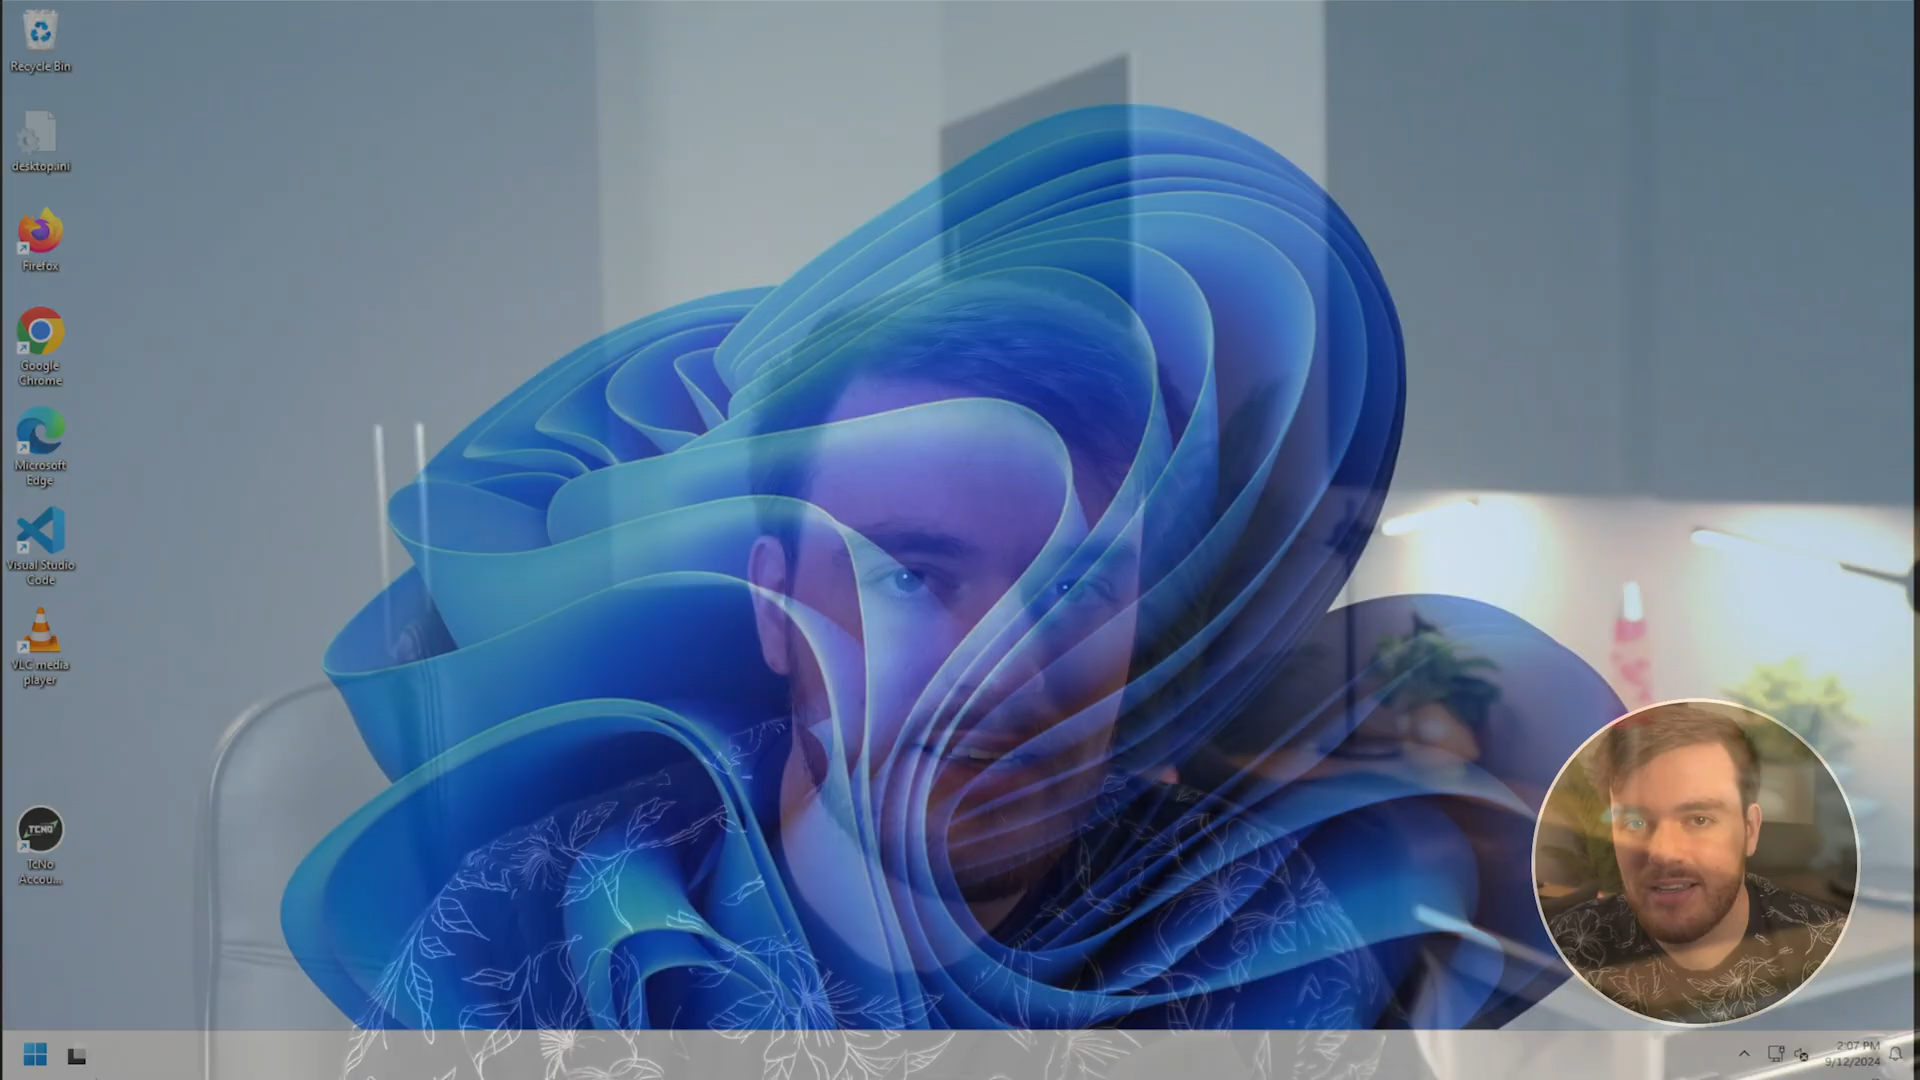 Recycle Bin
desktop.ini
Firefox
Google
Chrome
Microsoft
Edge
Visual Studio
Code
VLC media
player
TCNO
TcNo
Accou...
2:07 PM
9/12/2024